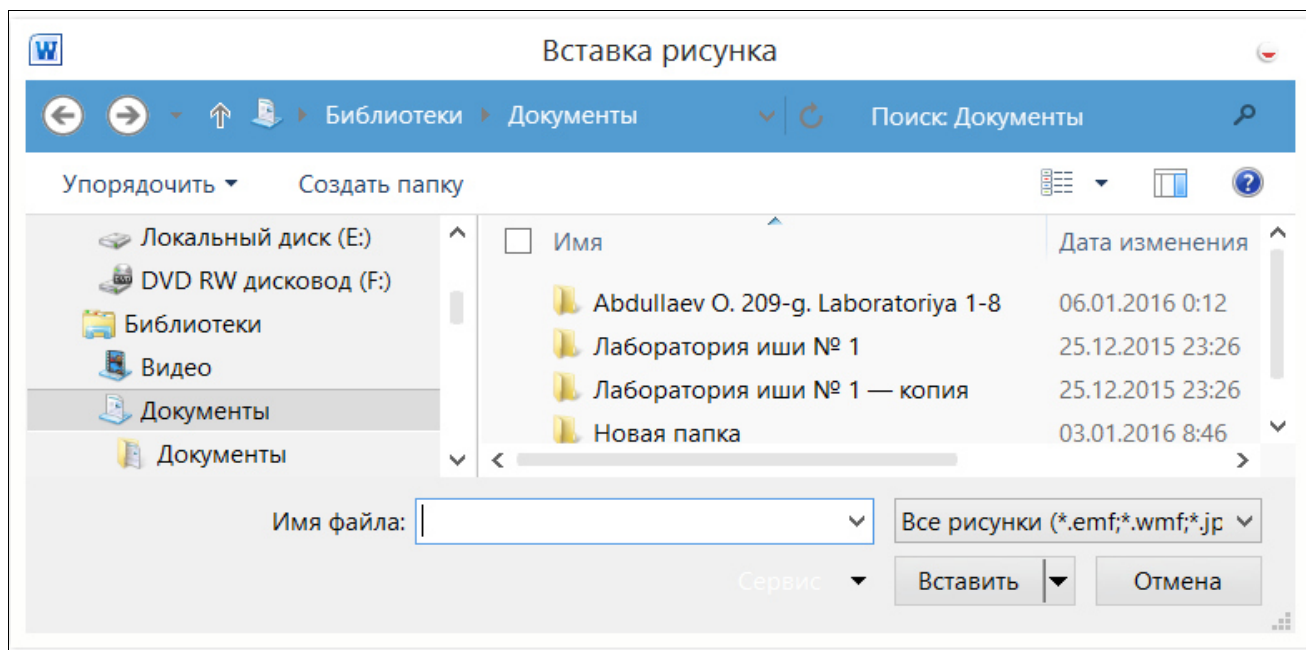 Вставка рисунка
Библиотеки Документы Поиск: Документы
Упорядочить Создать папку
Локальный диск (E:)
DVD RW дисковод (F:)
Библиотеки
Видео
Документы
Документы
Имя Дата изменения
Abdullaev O. 209-g. Laboratoriya 1-8 06.01.2016 0:12
Лаборатория иши № 1 25.12.2015 23:26
Лаборатория иши № 1 — копия 25.12.2015 23:26
Новая папка 03.01.2016 8:46
Имя файла: Все рисунки (*.emf;*.wmf;*.jp
Сервис Вставить Отмена